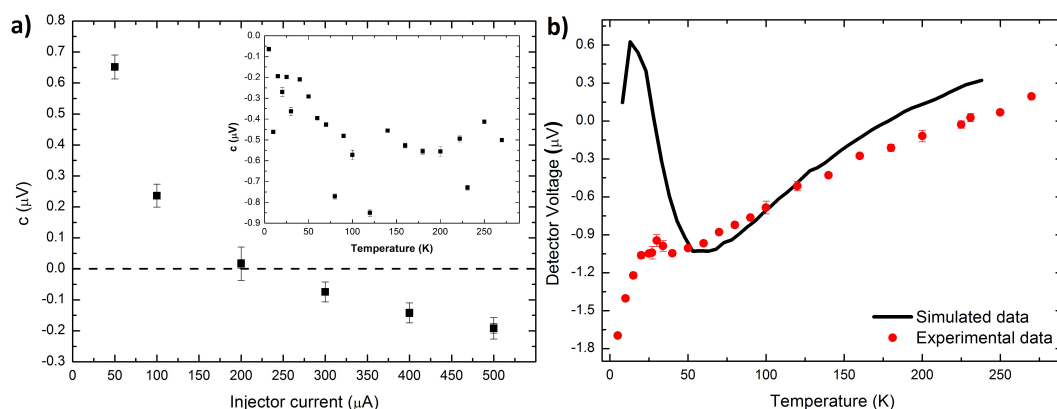 a)
0.8
0.7
0.6
0.5
0.4
0.3
0.2
0.1
0.0
-0.1
-0.2
-0.3
c (μV)
0 50 100 150 200 250 300 350 400 450 500
Injector current (μA)
0.0
-0.1
-0.2
-0.3
-0.4
-0.5
-0.6
-0.7
-0.8
-0.9
c (μV)
0 50 100 150 200 250
Temperature (K)
b)
0.6
0.3
0.0
-0.3
-0.6
-0.9
-1.2
-1.5
-1.8
Detector Voltage (μV)
Simulated data
Experimental data
0 50 100 150 200 250
Temperature (K)